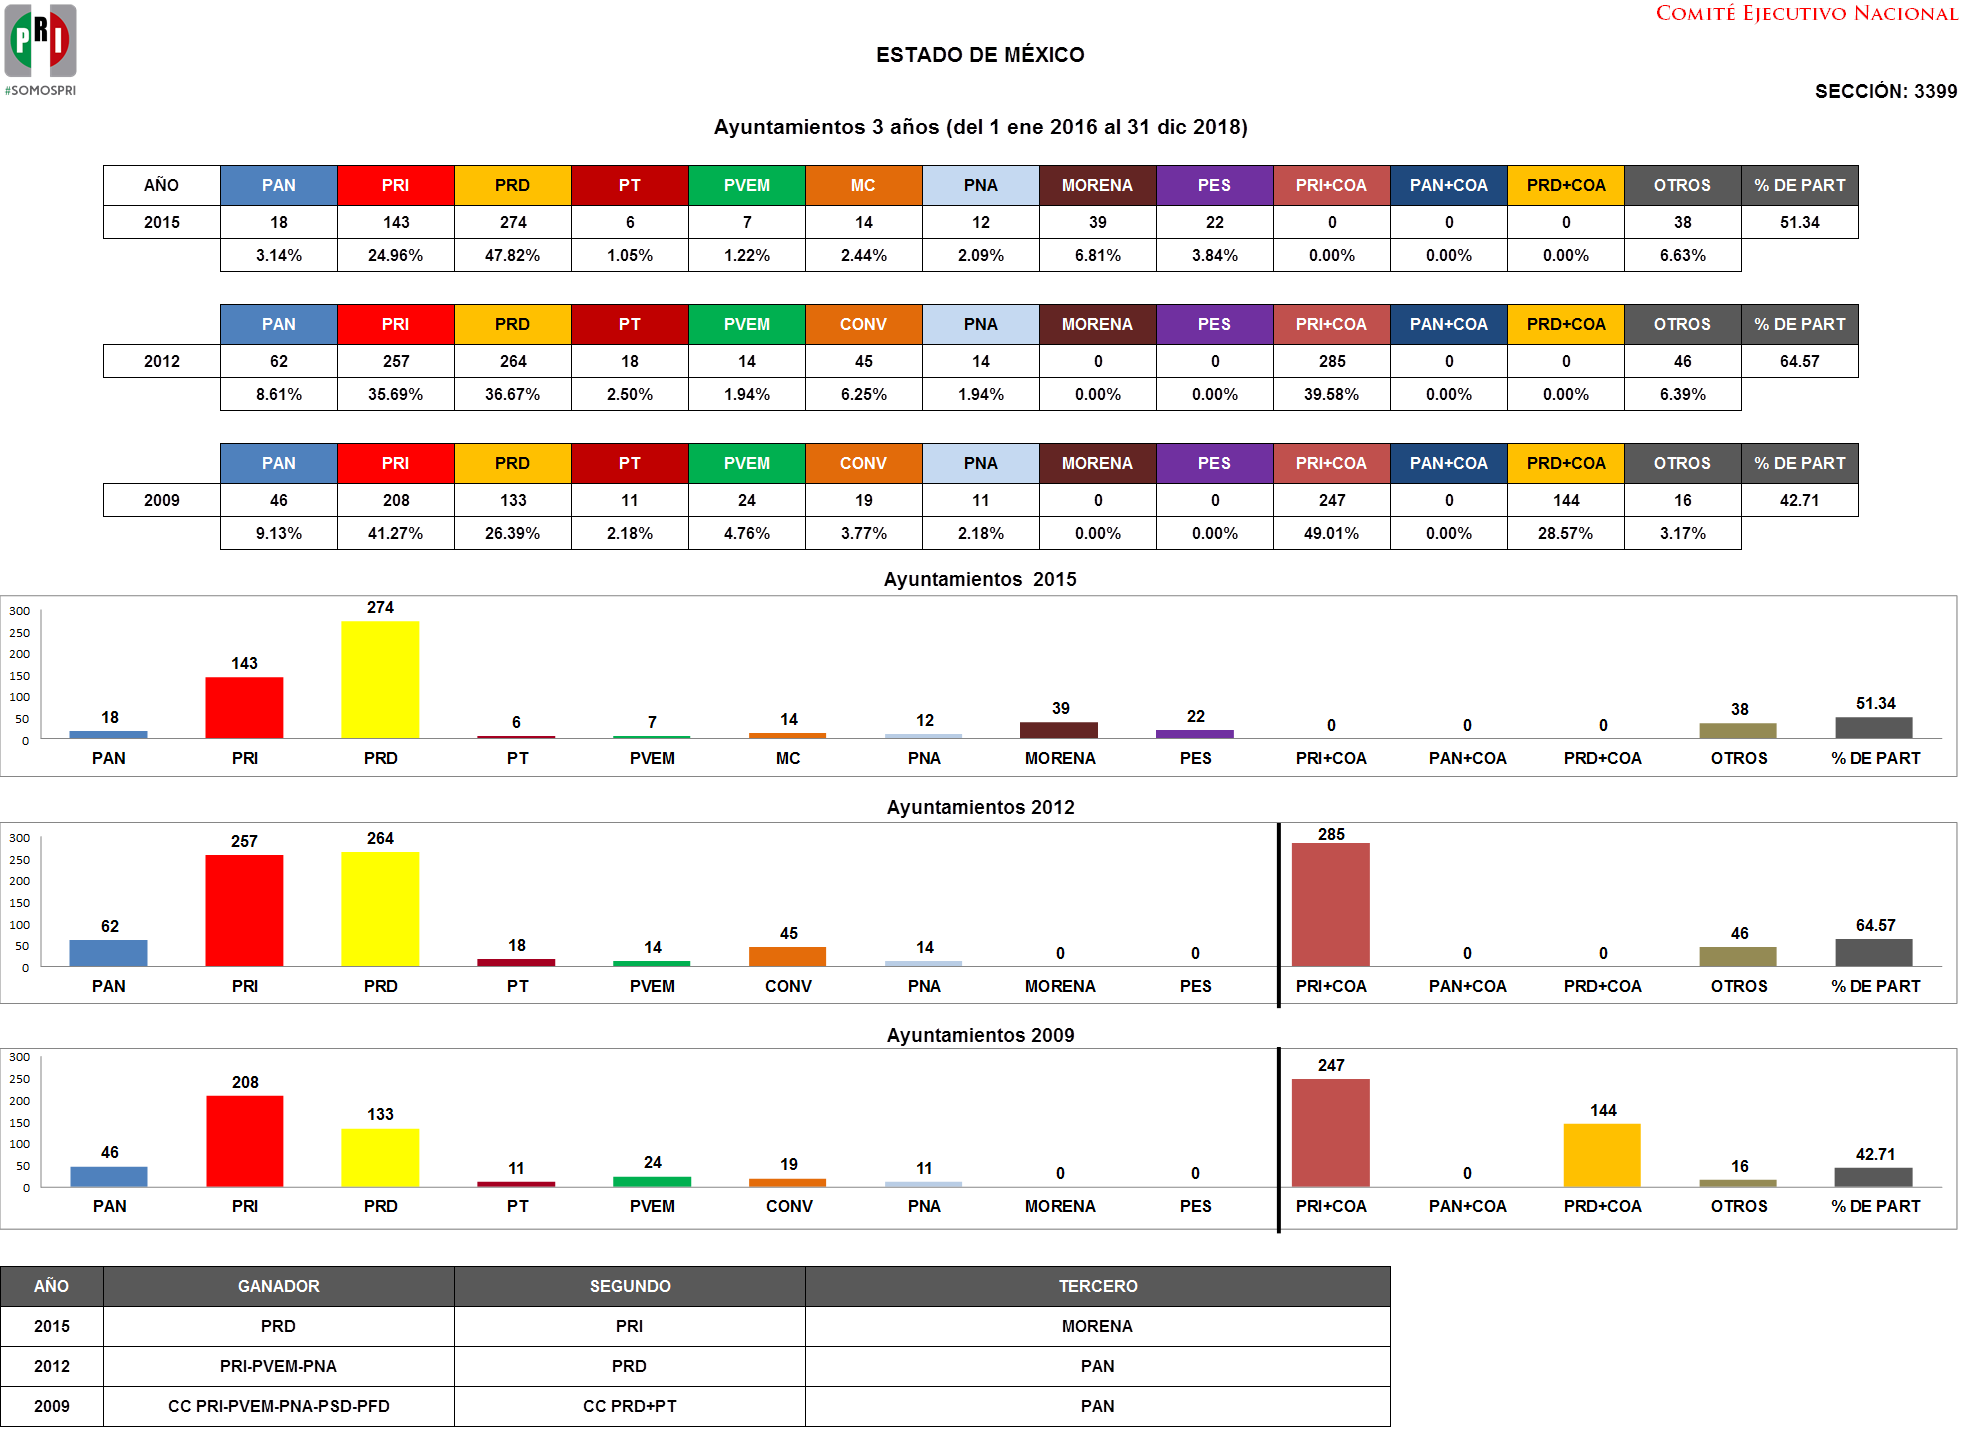 PRI
#SOMOSPRI
COMITÉ EJECUTIVO NACIONAL
ESTADO DE MÉXICO
SECCIÓN: 3399
Ayuntamientos 3 años (del 1 ene 2016 al 31 dic 2018)
AÑO PAN PRI PRD PT PVEM MC PNA MORENA PES PRI+COA PAN+COA PRD+COA OTROS % DE PART
2015 18 143 274 6 7 14 12 39 22 0 0 0 38 51.34
3.14% 24.96% 47.82% 1.05% 1.22% 2.44% 2.09% 6.81% 3.84% 0.00% 0.00% 0.00% 6.63%
PAN PRI PRD PT PVEM CONV PNA MORENA PES PRI+COA PAN+COA PRD+COA OTROS % DE PART
2012 62 257 264 18 14 45 14 0 0 285 0 0 46 64.57
8.61% 35.69% 36.67% 2.50% 1.94% 6.25% 1.94% 0.00% 0.00% 39.58% 0.00% 0.00% 6.39%
PAN PRI PRD PT PVEM CONV PNA MORENA PES PRI+COA PAN+COA PRD+COA OTROS % DE PART
2009 46 208 133 11 24 19 11 0 0 247 0 144 16 42.71
9.13% 41.27% 26.39% 2.18% 4.76% 3.77% 2.18% 0.00% 0.00% 49.01% 0.00% 28.57% 3.17%
Ayuntamientos 2015
300
250
200
150
100
50
0
18 143 274 6 7 14 12 39 22 0 0 0 38 51.34
PAN PRI PRD PT PVEM MC PNA MORENA PES PRI+COA PAN+COA PRD+COA OTROS % DE PART
Ayuntamientos 2012
300
250
200
150
100
50
0
62 257 264 18 14 45 14 0 0 285 0 0 46 64.57
PAN PRI PRD PT PVEM CONV PNA MORENA PES PRI+COA PAN+COA PRD+COA OTROS % DE PART
Ayuntamientos 2009
300
250
200
150
100
50
0
46 208 133 11 24 19 11 0 0 247 0 144 16 42.71
PAN PRI PRD PT PVEM CONV PNA MORENA PES PRI+COA PAN+COA PRD+COA OTROS % DE PART
AÑO GANADOR SEGUNDO TERCERO
2015 PRD PRI MORENA
2012 PRI-PVEM-PNA PRD PAN
2009 CC PRI-PVEM-PNA-PSD-PFD CC PRD+PT PAN